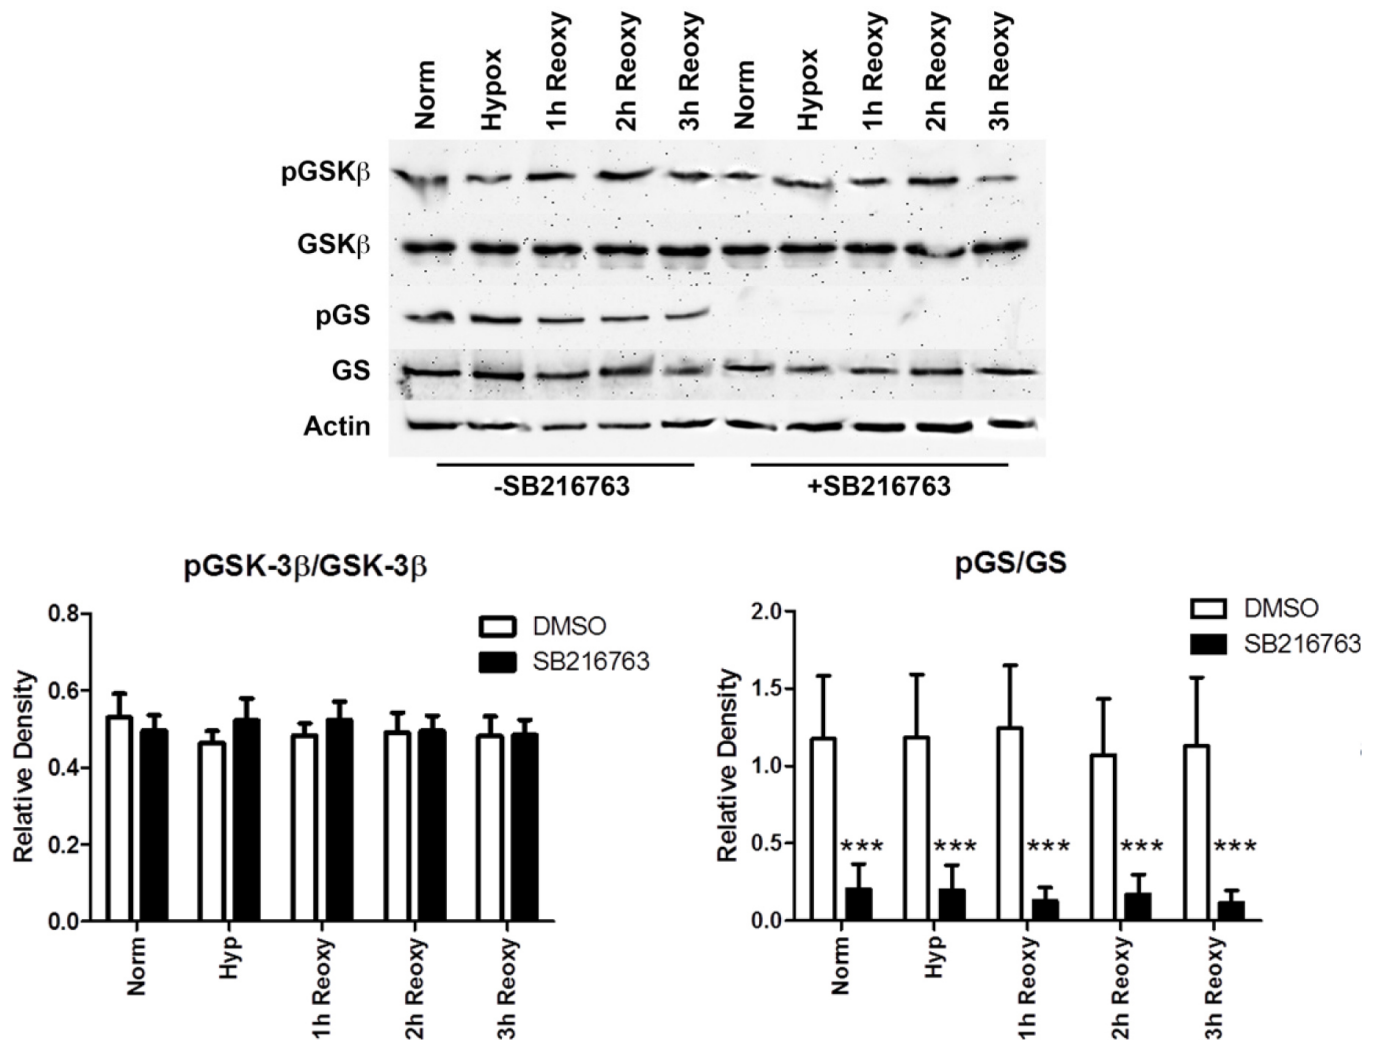 Norm Hypox 1h Reoxy 2h Reoxy 3h Reoxy Norm Hypox 1h Reoxy 2h Reoxy 3h Reoxy
pGSKβ
GSKβ
pGS
GS
Actin
-SB216763 +SB216763
pGSK-3β/GSK-3β
DMSO
SB216763
Relative Density
0.8
0.6
0.4
0.2
0.0
Norm Hyp 1h Reoxy 2h Reoxy 3h Reoxy
pGS/GS
DMSO
SB216763
Relative Density
2.0
1.5
1.0
0.5
0.0
*** *** *** *** ***
Norm Hyp 1h Reoxy 2h Reoxy 3h Reoxy